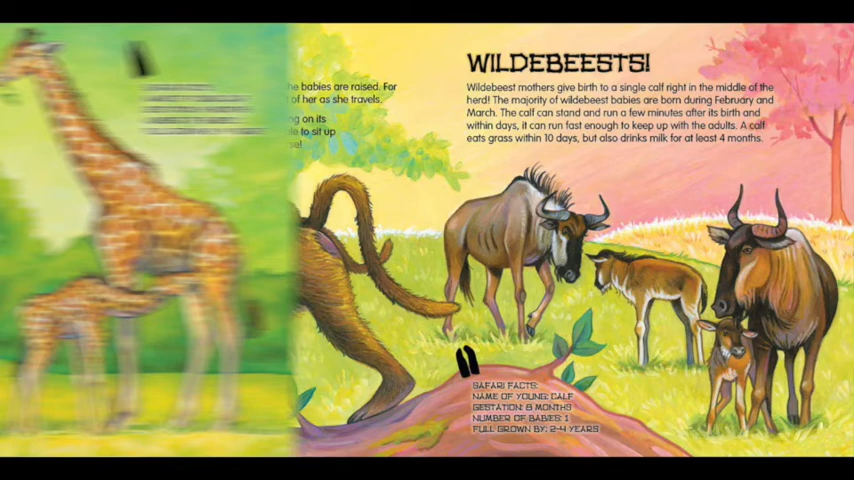 he babies are raised. For
of her as she travels.
ng on its
le to sit up
se!
WILDEBEESTS!
Wildebeest mothers give birth to a single calf right in the middle of the
herd! The majority of wildebeest babies are born during February and
March. The calf can stand and run a few minutes after its birth and
within days, it can run fast enough to keep up with the adults. A calf
eats grass within 10 days, but also drinks milk for at least 4 months.
SAFARI FACTS:
NAME OF YOUNG: CALF
GESTATION: 8 MONTHS
NUMBER OF BABIES: 1
FULL GROWN BY: 2-4 YEARS